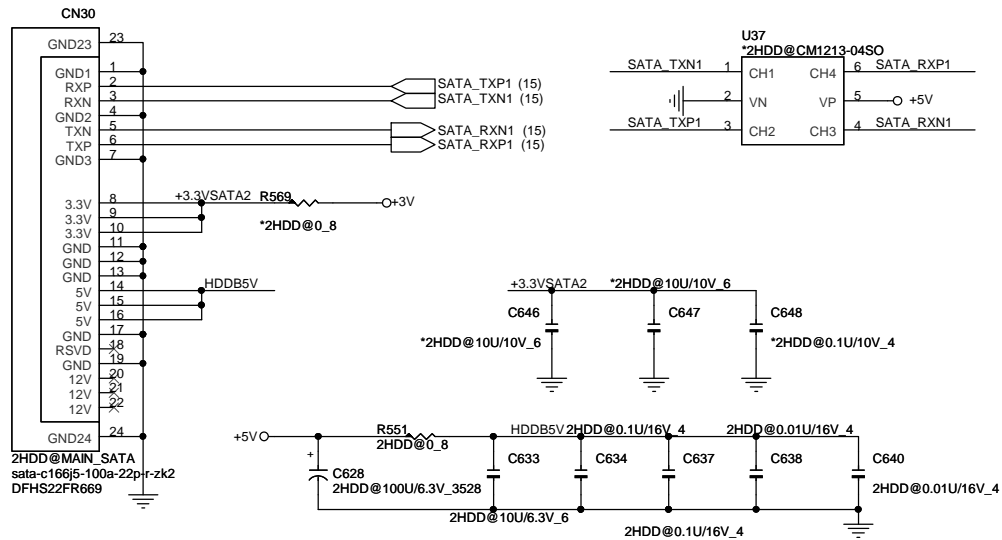 CN30
GND23 23
GND1 1
RXP 2 SATA_TXP1 (15)
RXN 3 SATA_TXN1 (15)
GND2 4
TXN 5 SATA_RXN1 (15)
TXP 6 SATA_RXP1 (15)
GND3 7
3.3V 8 +3.3VSATA2 R569 +3V
3.3V 9
*2HDD@0_8
3.3V 10
GND 11
GND 12
GND 13
5V 14 HDDB5V
5V 15
5V 16
GND 17
RSVD 18
GND 19
12V 20
12V 21
12V 22
GND24 24
2HDD@MAIN_SATA
sata-c166j5-100a-22p-r-zk2
DFHS22FR669
U37
*2HDD@CM1213-04SO
SATA_TXN1 1 CH1 CH4 6 SATA_RXP1
2 VN VP 5 +5V
SATA_TXP1 3 CH2 CH3 4 SATA_RXN1
+3.3VSATA2 *2HDD@10U/10V_6
C646 C647 C648
*2HDD@10U/10V_6 *2HDD@0.1U/10V_4
+5V R551 HDDB5V 2HDD@0.1U/16V_4 2HDD@0.01U/16V_4
2HDD@0_8
+ C628 C633 C634 C637 C638 C640
2HDD@100U/6.3V_3528 2HDD@0.01U/16V_4
2HDD@10U/6.3V_6
2HDD@0.1U/16V_4